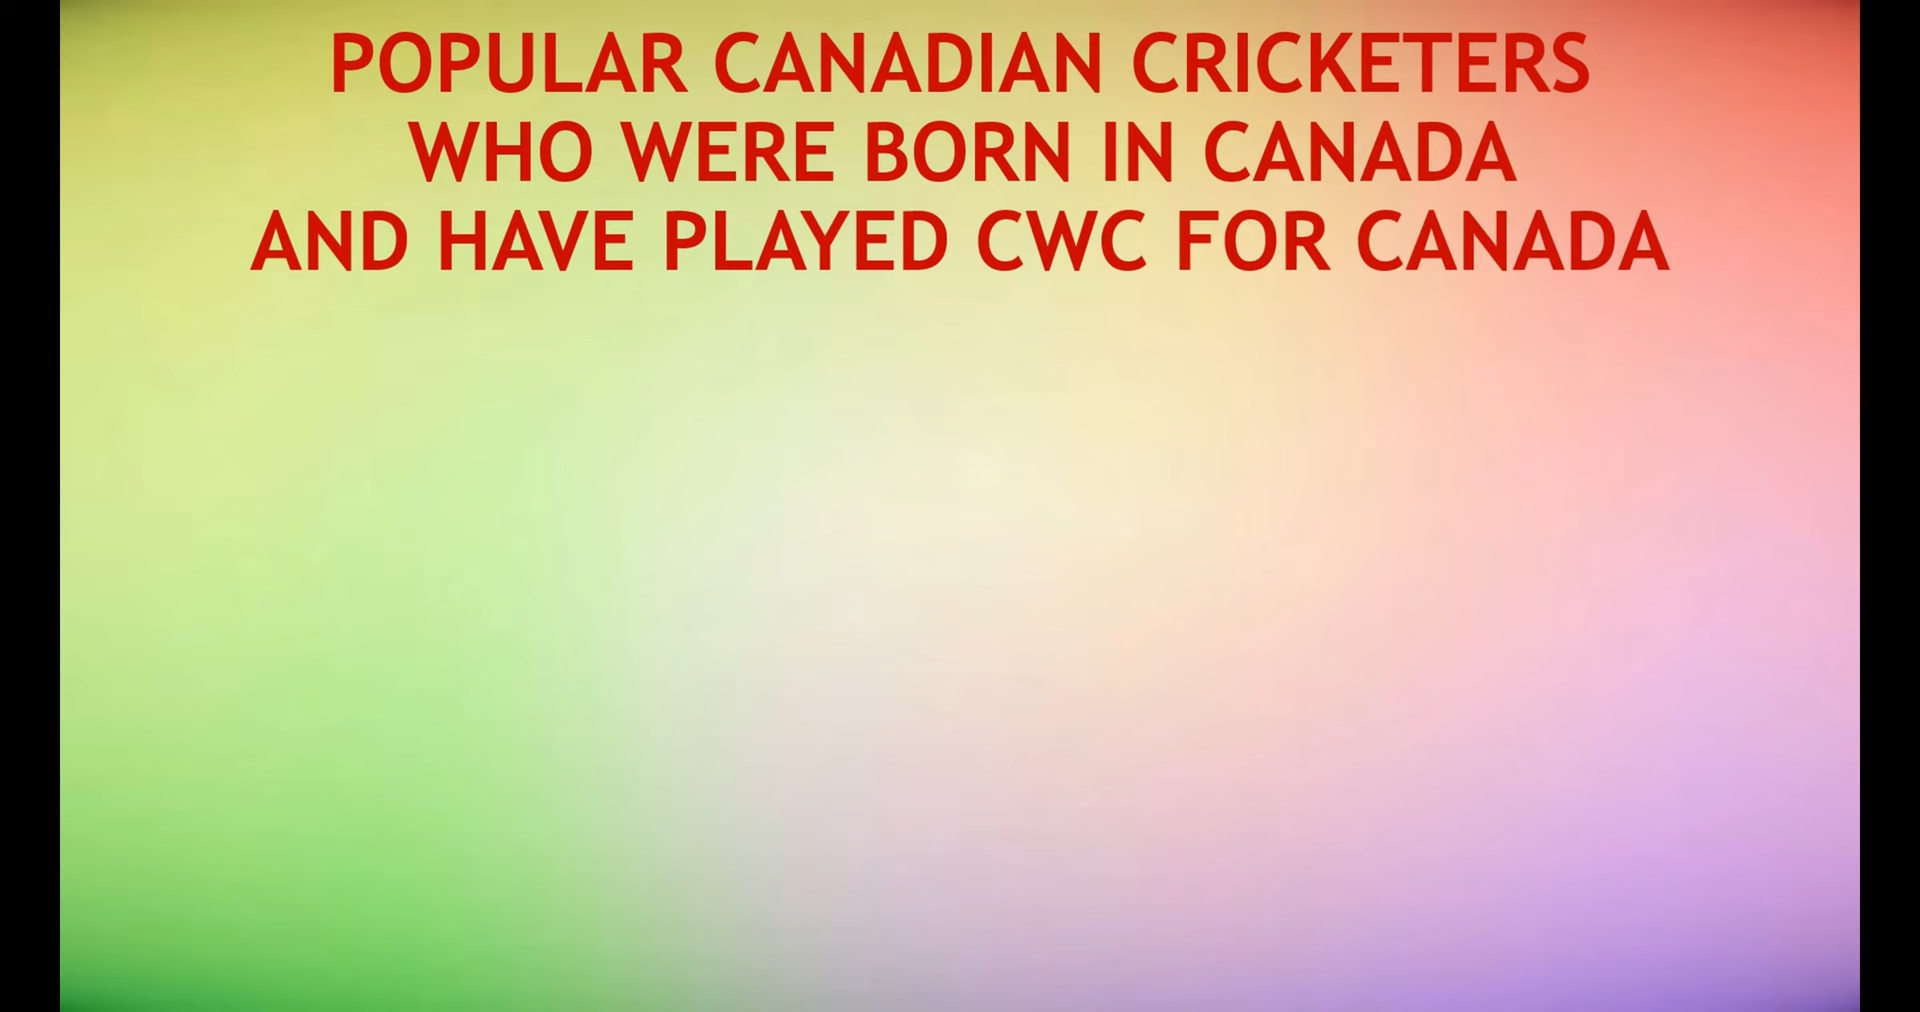 POPULAR CANADIAN CRICKETERS
WHO WERE BORN IN CANADA
AND HAVE PLAYED CWC FOR CANADA